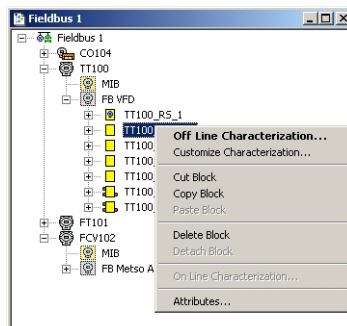 Fieldbus 1
Fieldbus 1
CO104
TT100
MIB
FB VFD
TT100_RS_1
TT100
TT100
TT100
TT100
TT100
FT101
FCV102
MIB
FB Metso A
Off Line Characterization...
Customize Characterization...
Cut Block
Copy Block
Paste Block
Delete Block
Detach Block
On Line Characterization...
Attributes...